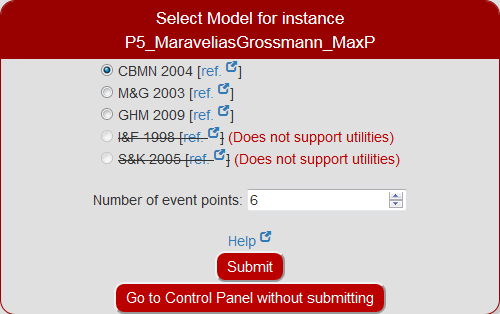 Select Model for instance
P5_MaraveliasGrossmann_MaxP
CBMN 2004 [ref. ]
M&G 2003 [ref. ]
GHM 2009 [ref. ]
I&F 1998 [ref. ] (Does not support utilities)
S&K 2005 [ref. ] (Does not support utilities)
Number of event points: 6
Help
Submit
Go to Control Panel without submitting